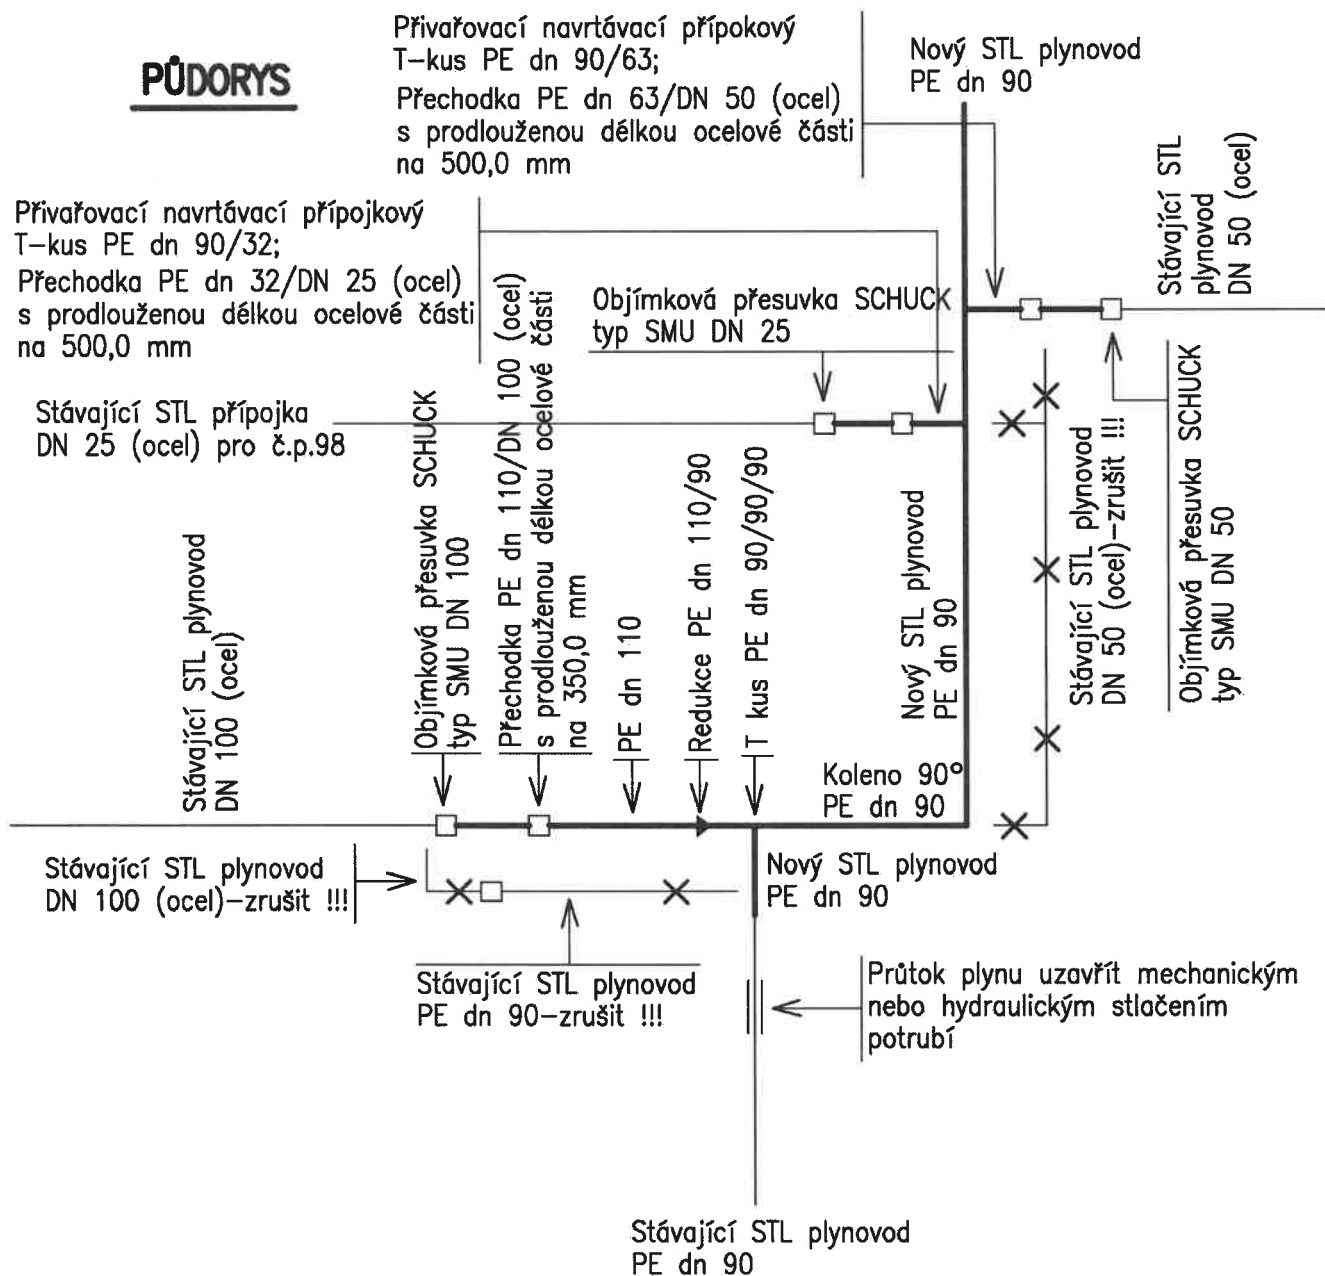 PŮDORYS
Přivařovací navrtávací přípokový
T-kus PE dn 90/63;
Přechodka PE dn 63/DN 50 (ocel)
s prodlouženou délkou ocelové části
na 500,0 mm
Nový STL plynovod
PE dn 90
Stávající STL
plynovod
DN 50 (ocel)
Přivařovací navrtávací přípojkový
T-kus PE dn 90/32;
Přechodka PE dn 32/DN 25 (ocel)
s prodlouženou délkou ocelové části
na 500,0 mm
Objímková přesuvka SCHUCK
typ SMU DN 25
Stávající STL přípojka
DN 25 (ocel) pro č.p.98
Stávající STL plynovod
DN 100 (ocel)
Objímková přesuvka SCHUCK
typ SMU DN 100
Přechodka PE dn 110/DN 100 (ocel)
s prodlouženou délkou ocelové části
na 350,0 mm
PE dn 110
Redukce PE dn 110/90
T kus PE dn 90/90/90
Nový STL plynovod
PE dn 90
Stávající STL plynovod
DN 50 (ocel)-zrušit !!!
Objímková přesuvka SCHUCK
typ SMU DN 50
Koleno 90°
PE dn 90
Stávající STL plynovod
DN 100 (ocel)-zrušit !!!
Nový STL plynovod
PE dn 90
Stávající STL plynovod
PE dn 90-zrušit !!!
Průtok plynu uzavřít mechanickým
nebo hydraulickým stlačením
potrubí
Stávající STL plynovod
PE dn 90